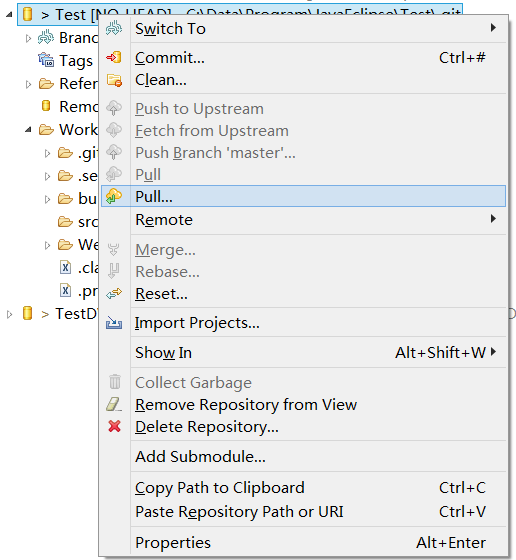 > Test [NO-HEAD] - C:\Data\Program\JavaEclipse\Test\.git
Switch To
Branc
Commit... Ctrl+#
Tags
Clean...
Refer
Push to Upstream
Remo
Fetch from Upstream
Work
Push Branch 'master'...
.gi
Pull
.se
Pull...
bu
Remote
src
We
Merge...
.cla
Rebase...
.pr
Reset...
> TestD
Import Projects...
Show In Alt+Shift+W
Collect Garbage
Remove Repository from View
Delete Repository...
Add Submodule...
Copy Path to Clipboard Ctrl+C
Paste Repository Path or URI Ctrl+V
Properties Alt+Enter